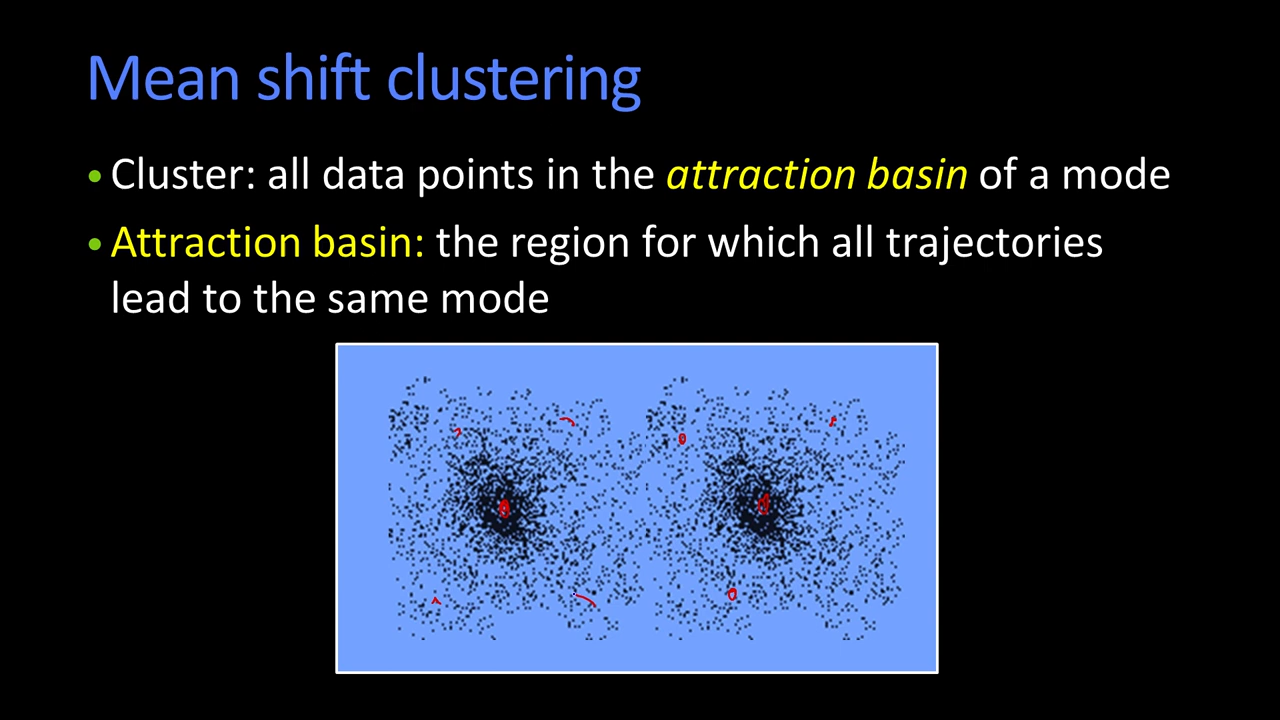 Mean shift clustering
• Cluster: all data points in the attraction basin of a mode
• Attraction basin: the region for which all trajectories
lead to the same mode